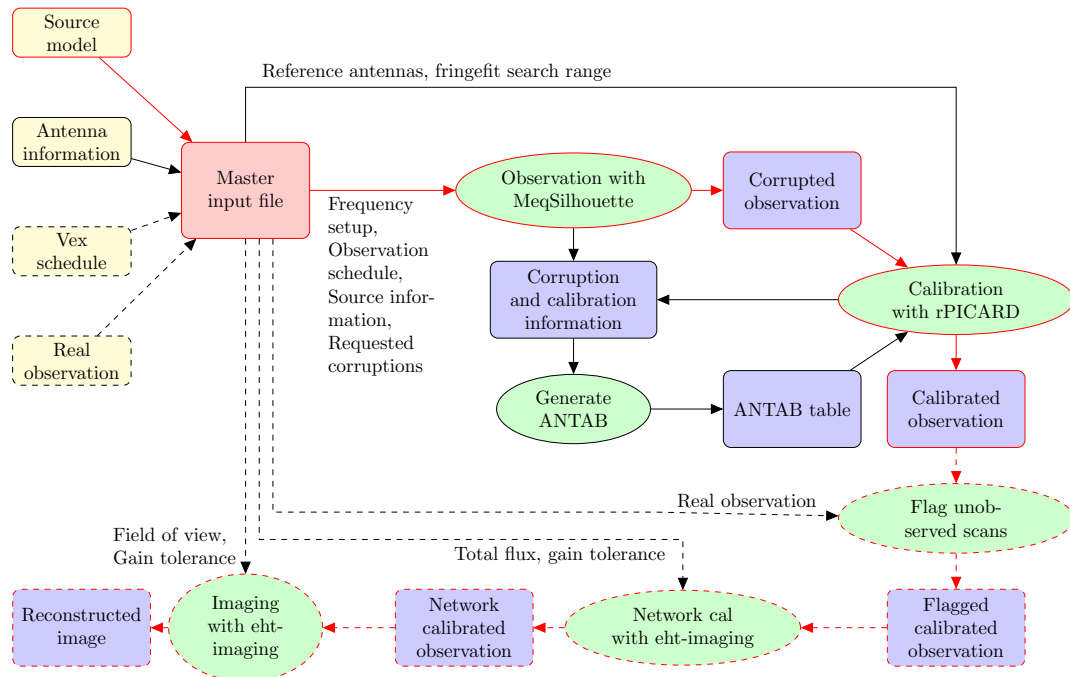 Source
model
Reference antennas, fringefit search range
Antenna
information
Master
input file
Observation with
MeqSilhouette
Corrupted
observation
Frequency
setup,
Observation
schedule,
Source infor-
mation,
Requested
corruptions
Vex
schedule
Corruption
and calibration
information
Calibration
with rPICARD
Real
observation
Generate
ANTAB
ANTAB table
Calibrated
observation
Real observation
Flag unob-
served scans
Field of view,
Gain tolerance
Total flux, gain tolerance
Reconstructed
image
Imaging
with eht-
imaging
Network
calibrated
observation
Network cal
with eht-imaging
Flagged
calibrated
observation